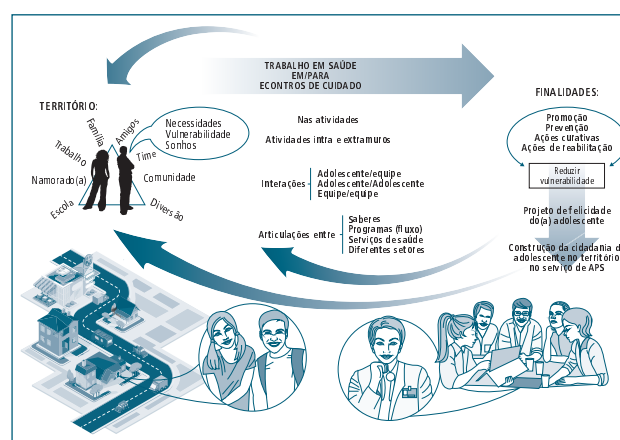 TRABALHO EM SAÚDE
EM/PARA
ECONTROS DE CUIDADO
TERRITÓRIO:
Família
Amigos
Trabalho
Time
Namorado(a)
Comunidade
Escola
Diversão
Necessidades
Vulnerabilidade
Sonhos
Nas atividades
Atividades intra e extramuros
Interações
Adolescente/equipe
Adolescente/Adolescente
Equipe/equipe
Articulações entre
Saberes
Programas (fluxo)
Serviços de saúde
Diferentes setores
FINALIDADES:
Promoção
Prevenção
Ações curativas
Ações de reabilitação
Reduzir
vulnerabilidade
Projeto de felicidade
do(a) adolescente
Construção da cidadania d
adolescente no território
no serviço de APS